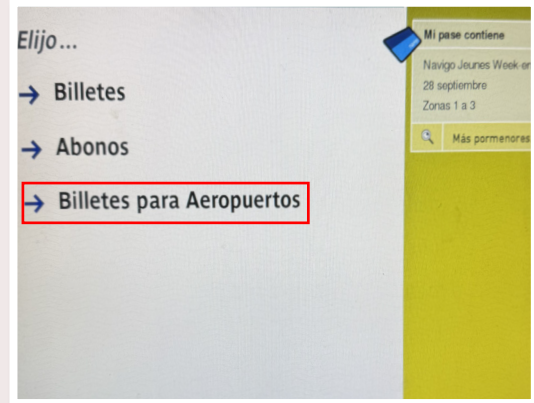 Elijo...
→ Billetes
→ Abonos
→ Billetes para Aeropuertos
Mi pase contiene
Navigo Jeunes Week-en
28 septiembre
Zonas 1 a 3
Más pormenores